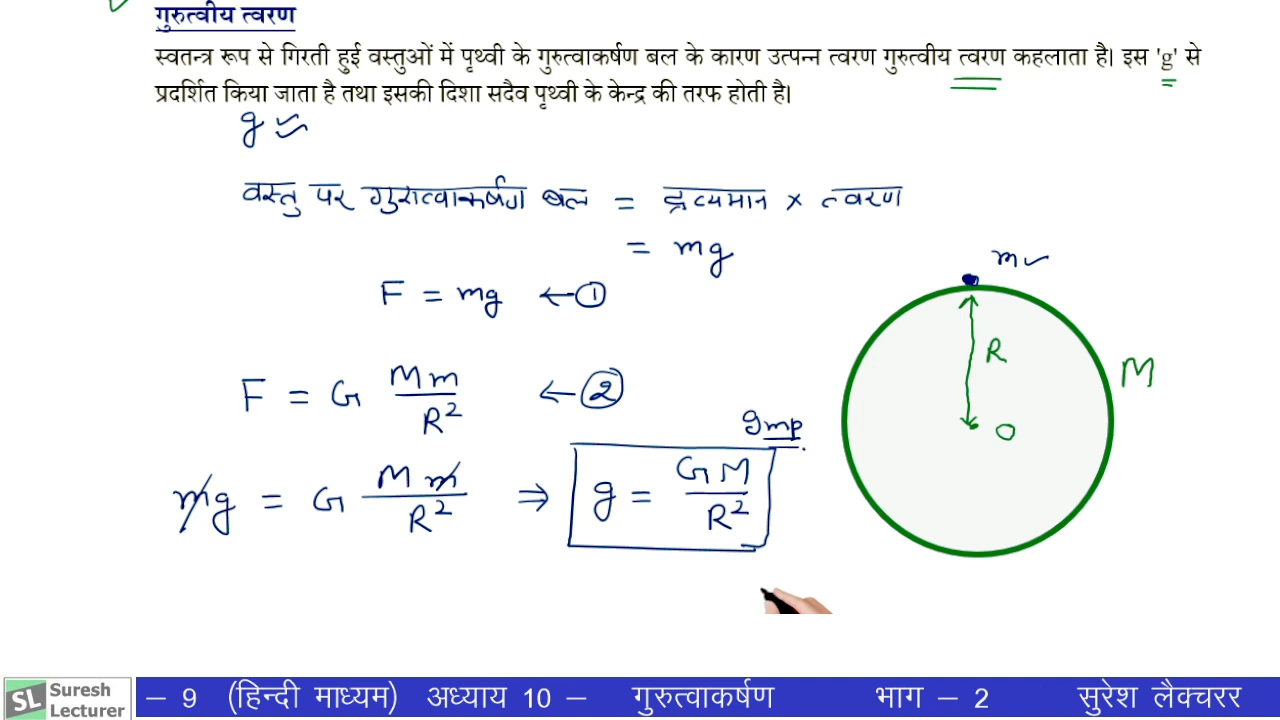 गुरुत्वीय त्वरण
स्वतन्त्र रूप से गिरती हुई वस्तुओं में पृथ्वी के गुरुत्वाकर्षण बल के कारण उत्पन्न त्वरण गुरुत्वीय त्वरण कहलाता है। इस 'g' से
प्रदर्शित किया जाता है तथा इसकी दिशा सदैव पृथ्वी के केन्द्र की तरफ होती है।
g
वस्तु पर गुरुत्वाकर्षण बल = द्रव्यमान × त्वरण
= mg
F = mg ← ①
F = G Mm/R² ← ②
mg = G Mm/R² ⇒ g = GM/R²
Imp.
m
R
M
O
SL Suresh Lecturer
– 9 (हिन्दी माध्यम) अध्याय 10 – गुरुत्वाकर्षण भाग – 2 सुरेश लैक्चरर